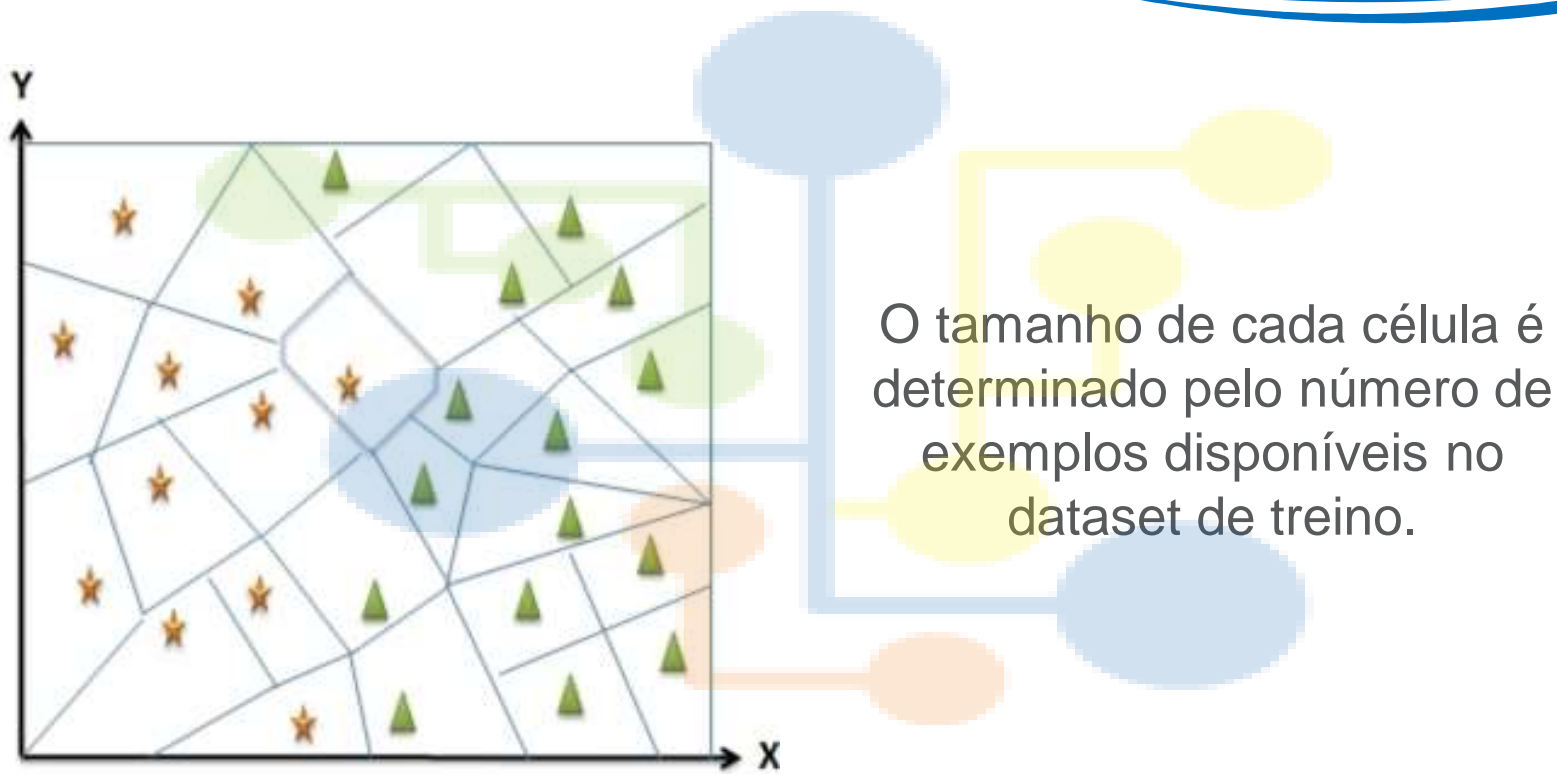 Y
O tamanho de cada célula é
determinado pelo número de
exemplos disponíveis no
dataset de treino.
X